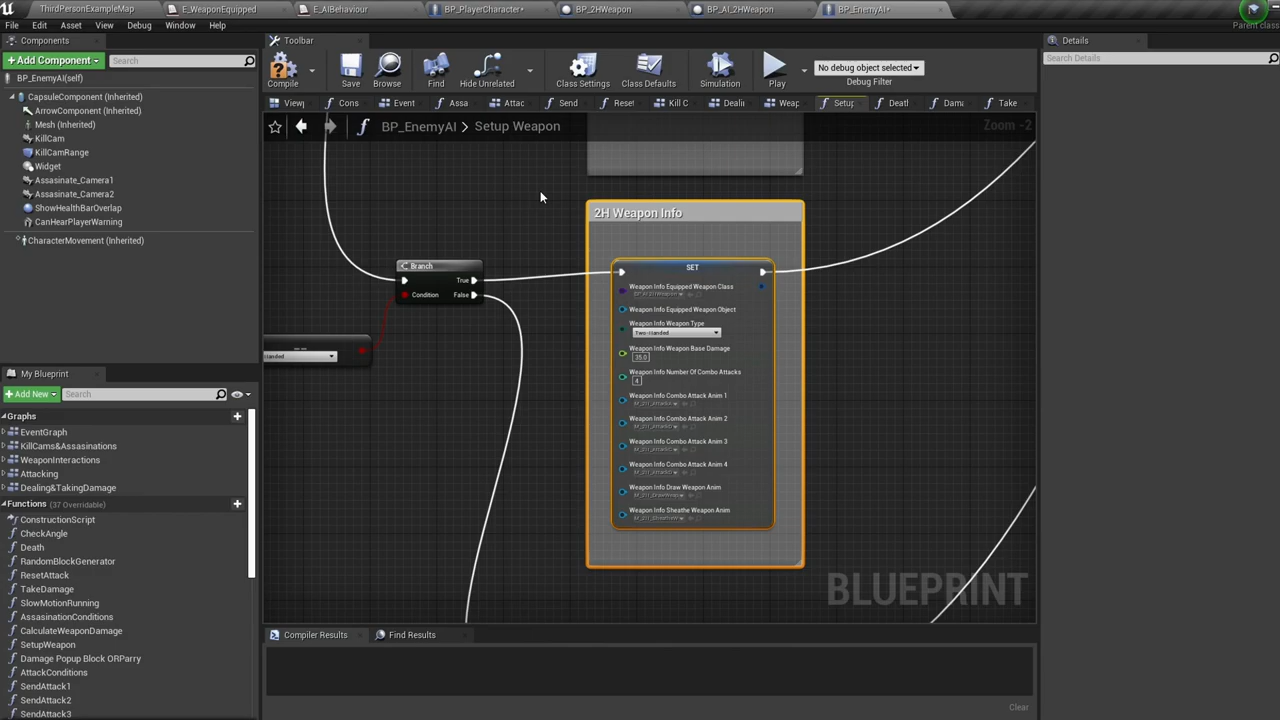 ThirdPersonExampleMap
E_WeaponEquipped
E_AIBehaviour
BP_PlayerCharacter*
BP_2HWeapon
BP_AI_2HWeapon
BP_EnemyAI*
File
Edit
Asset
View
Debug
Window
Help
Parent class
Components
+ Add Component
Search
BP_EnemyAI(self)
CapsuleComponent (Inherited)
ArrowComponent (Inherited)
Mesh (Inherited)
KillCam
KillCamRange
Widget
Assasinate_Camera1
Assasinate_Camera2
ShowHealthBarOverlap
CanHearPlayerWarning
CharacterMovement (Inherited)
My Blueprint
+ Add New
Search
Graphs
EventGraph
KillCams&Assasinations
WeaponInteractions
Attacking
Dealing&TakingDamage
Functions (37 Overridable)
ConstructionScript
CheckAngle
Death
RandomBlockGenerator
ResetAttack
TakeDamage
SlowMotionRunning
AssasinationConditions
CalculateWeaponDamage
SetupWeapon
Damage Popup Block ORParry
AttackConditions
SendAttack1
SendAttack2
SendAttack3
Toolbar
Compile
Save
Browse
Find
Hide Unrelated
Class Settings
Class Defaults
Simulation
Play
No debug object selected
Debug Filter
View
Cons
Event
Assa
Attac
Send
Reset
Kill C
Dealin
Weap
Setup
Death
Dama
Take
BP_EnemyAI > Setup Weapon
Zoom -2
2H Weapon Info
Branch
True
Condition
False
SET
Weapon Info Equipped Weapon Class
Weapon Info Equipped Weapon Object
Weapon Info Weapon Type
Two-Handed
Weapon Info Weapon Base Damage
35.0
Weapon Info Number Of Combo Attacks
4
Weapon Info Combo Attack Anim 1
Weapon Info Combo Attack Anim 2
Weapon Info Combo Attack Anim 3
Weapon Info Combo Attack Anim 4
Weapon Info Draw Weapon Anim
Weapon Info Sheathe Weapon Anim
BLUEPRINT
Compiler Results
Find Results
Clear
Details
Search Details